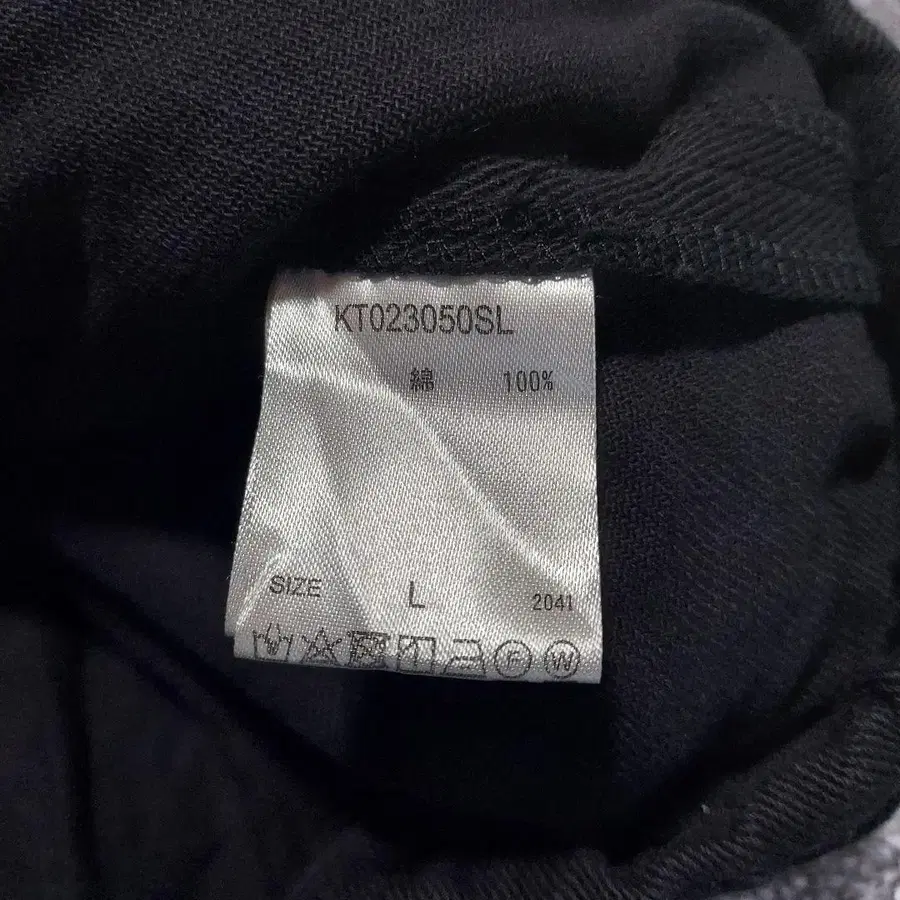 KT023050SL
綿 100%
SIZE L 2041
F W